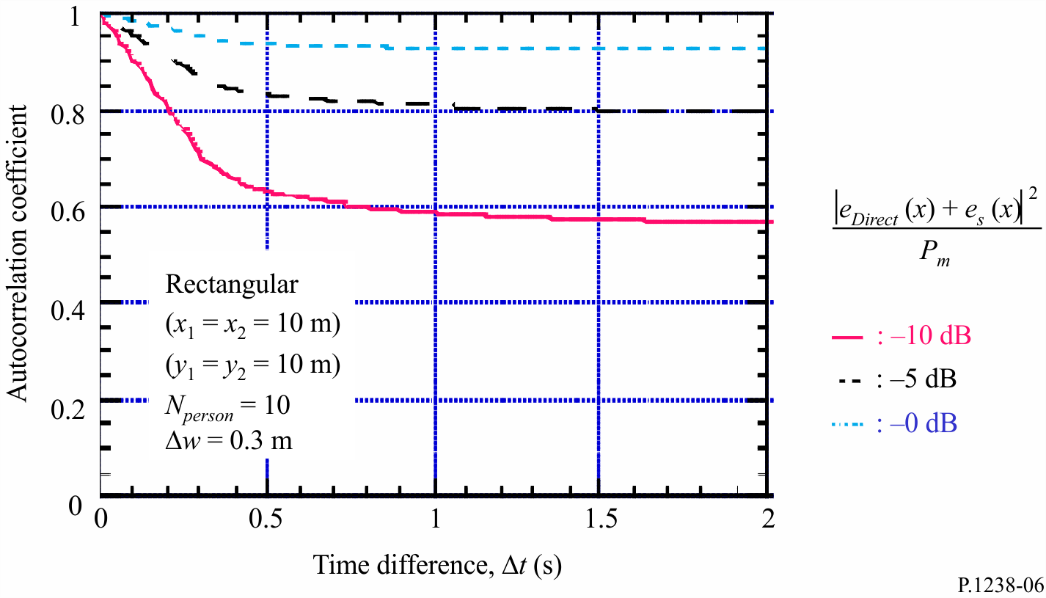 1
0.8
0.6
0.4
0.2
0
0
0.5
1
1.5
2
Autocorrelation coefficient
Time difference, Δt (s)
Rectangular
(x1 = x2 = 10 m)
(y1 = y2 = 10 m)
Nperson = 10
Δw = 0.3 m
|eDirect (x) + es (x)| 2
Pm
: –10 dB
: –5 dB
: –0 dB
P.1238-06